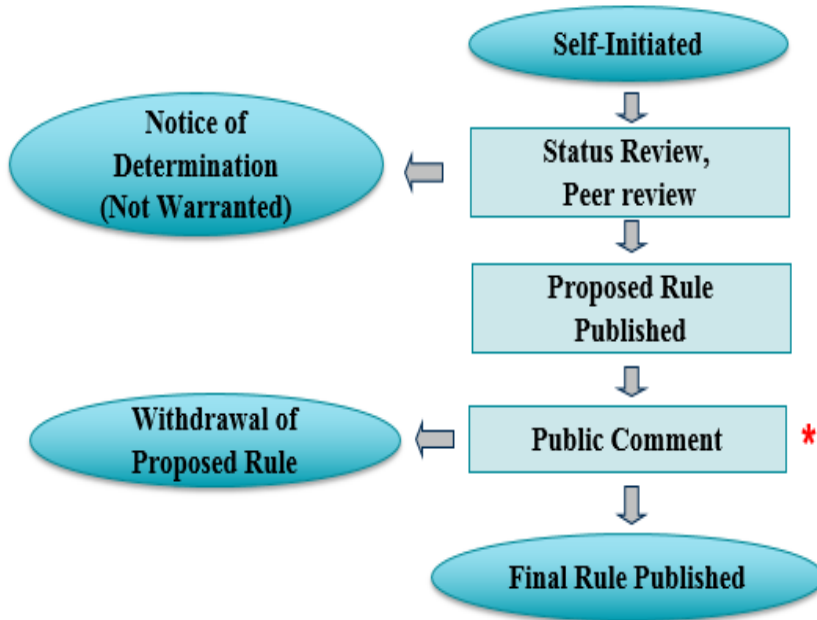 Self-Initiated
Notice of
Determination
(Not Warranted)
Status Review,
Peer review
Proposed Rule
Published
Withdrawal of
Proposed Rule
Public Comment
*
Final Rule Published